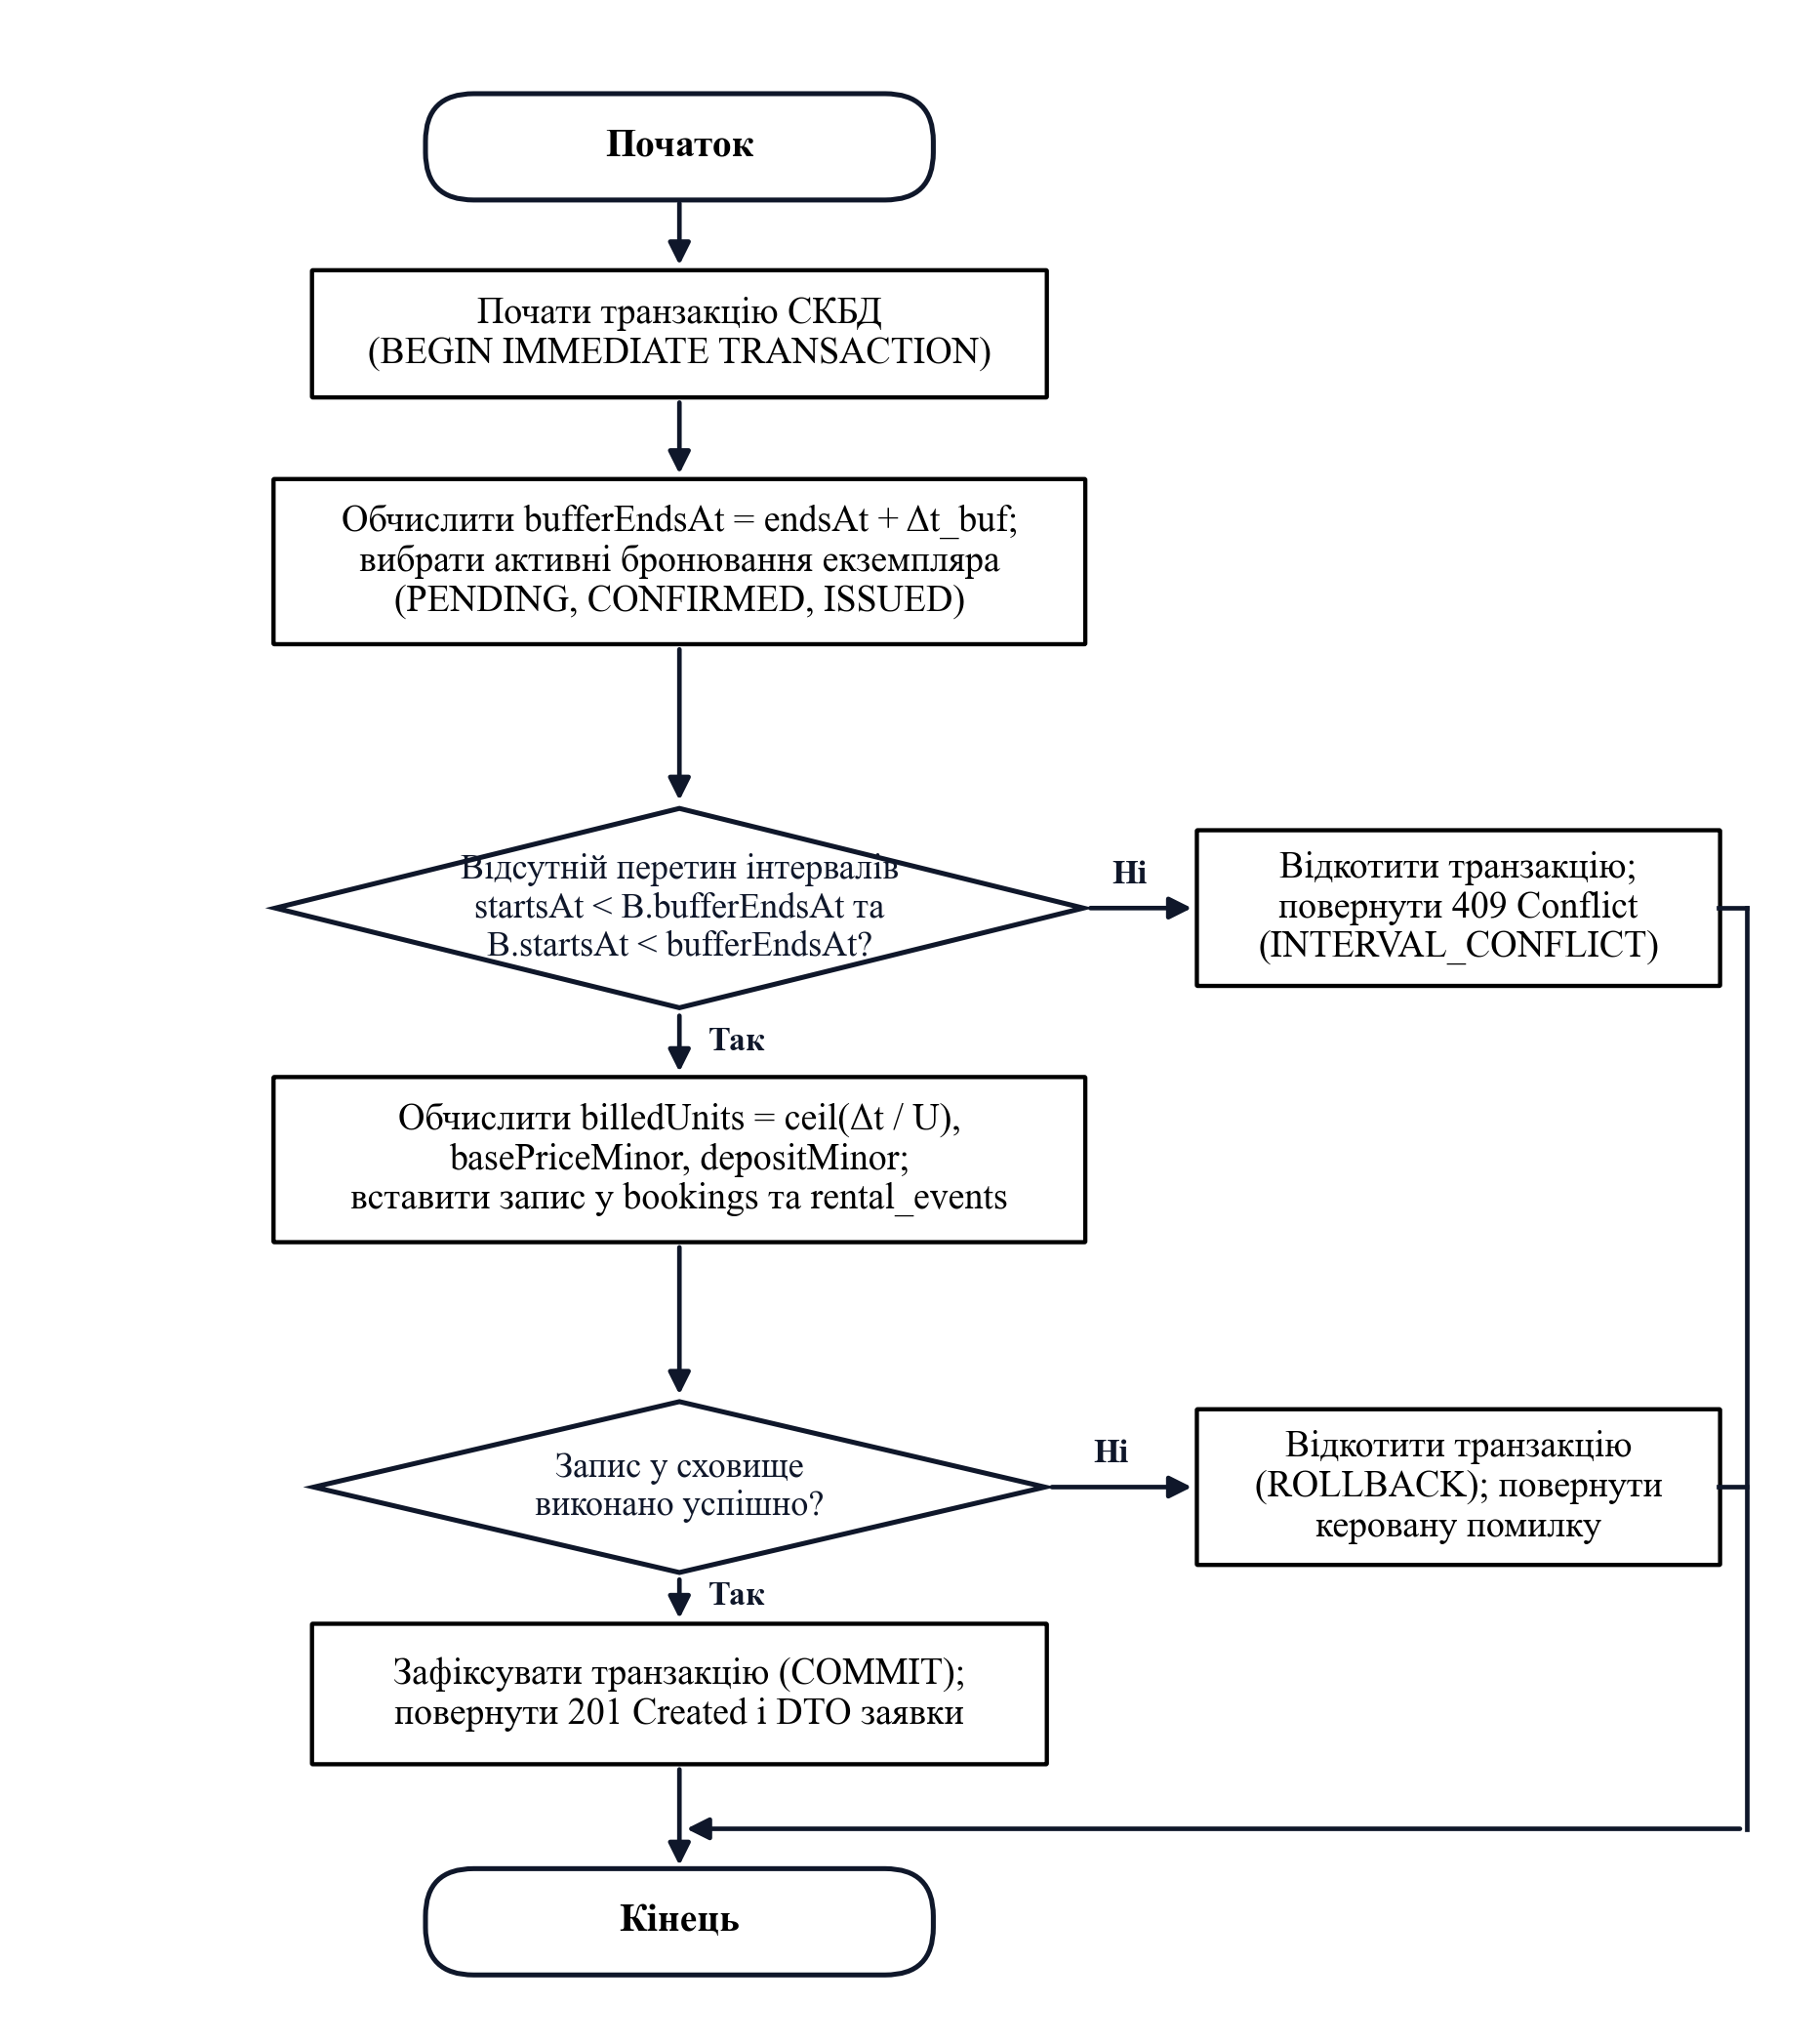 Початок
Почати транзакцію СКБД
(BEGIN IMMEDIATE TRANSACTION)
Обчислити bufferEndsAt = endsAt + Δt_buf;
вибрати активні бронювання екземпляра
(PENDING, CONFIRMED, ISSUED)
Відсутній перетин інтервалів
startsAt < B.bufferEndsAt та
B.startsAt < bufferEndsAt?
Ні
Відкотити транзакцію;
повернути 409 Conflict
(INTERVAL_CONFLICT)
Так
Обчислити billedUnits = ceil(Δt / U),
basePriceMinor, depositMinor;
вставити запис у bookings та rental_events
Запис у сховище
виконано успішно?
Ні
Відкотити транзакцію
(ROLLBACK); повернути
керовану помилку
Так
Зафіксувати транзакцію (COMMIT);
повернути 201 Created і DTO заявки
Кінець